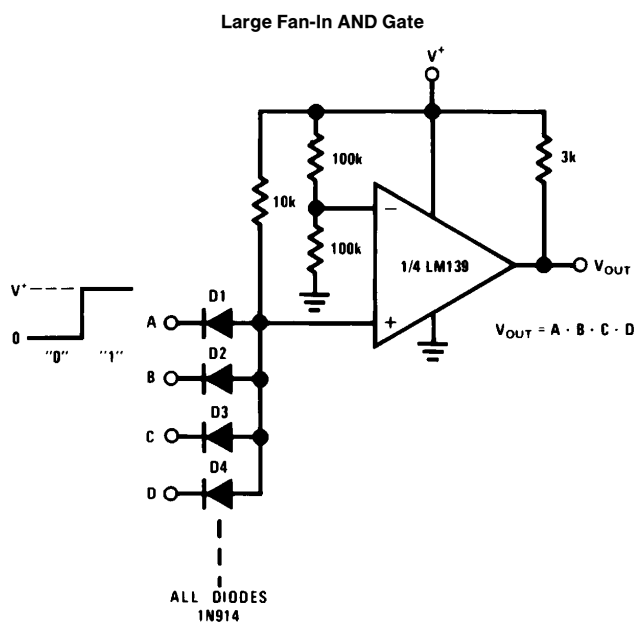 Large Fan-In AND Gate
V+
100k
3k
10k
−
100k
1/4 LM139
VOUT
V+
D1
A
+
VOUT = A · B · C · D
0
"0" "1"
D2
B
D3
C
D4
D
ALL DIODES
1N914